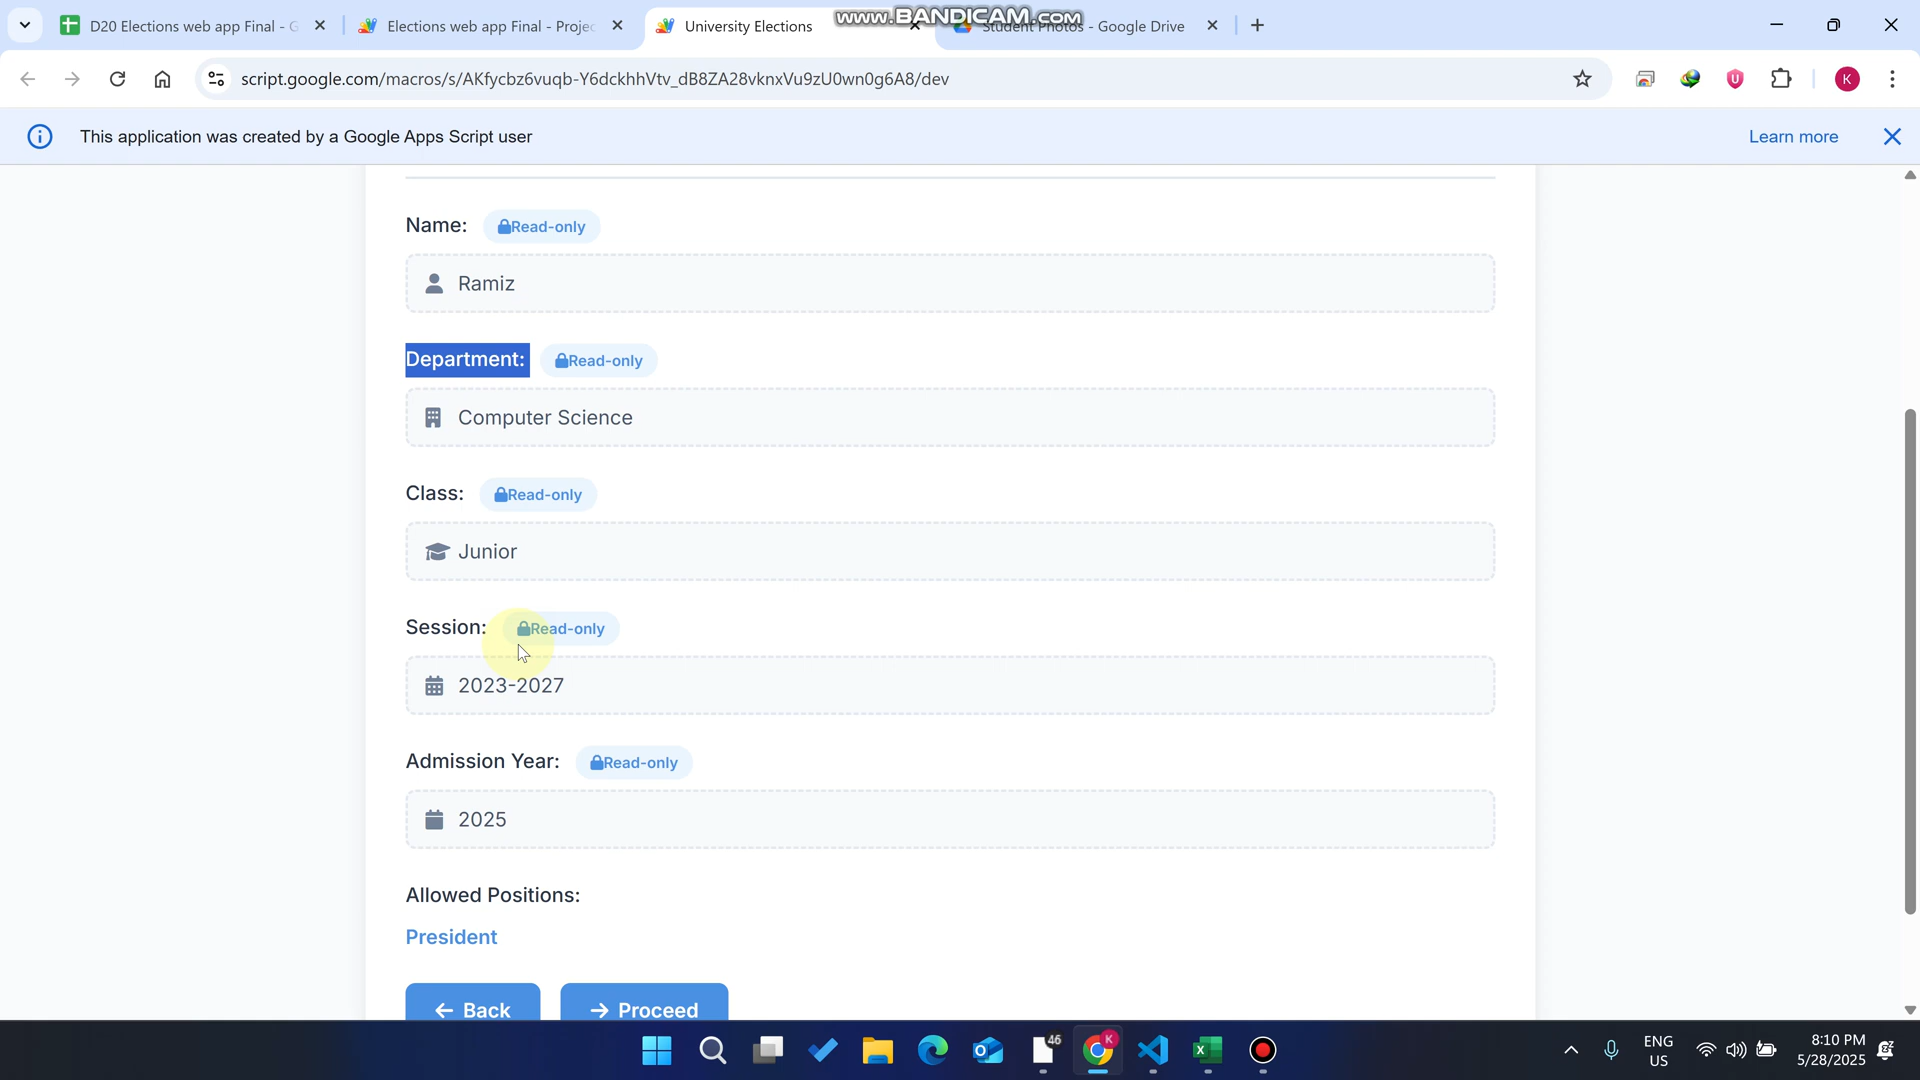 D20 Elections web app Final - G
Elections web app Final - Projec
University Elections
www.BANDICAM.com
Student Photos - Google Drive
script.google.com/macros/s/AKfycbz6vuqb-Y6dckhhVtv_dB8ZA28vknxVu9zU0wn0g6A8/dev
K
This application was created by a Google Apps Script user
Learn more
Name:
Read-only
Ramiz
Department:
Read-only
Computer Science
Class:
Read-only
Junior
Session:
Read-only
2023-2027
Admission Year:
Read-only
2025
Allowed Positions:
President
← Back
→ Proceed
46
K
ENG
US
8:10 PM
5/28/2025